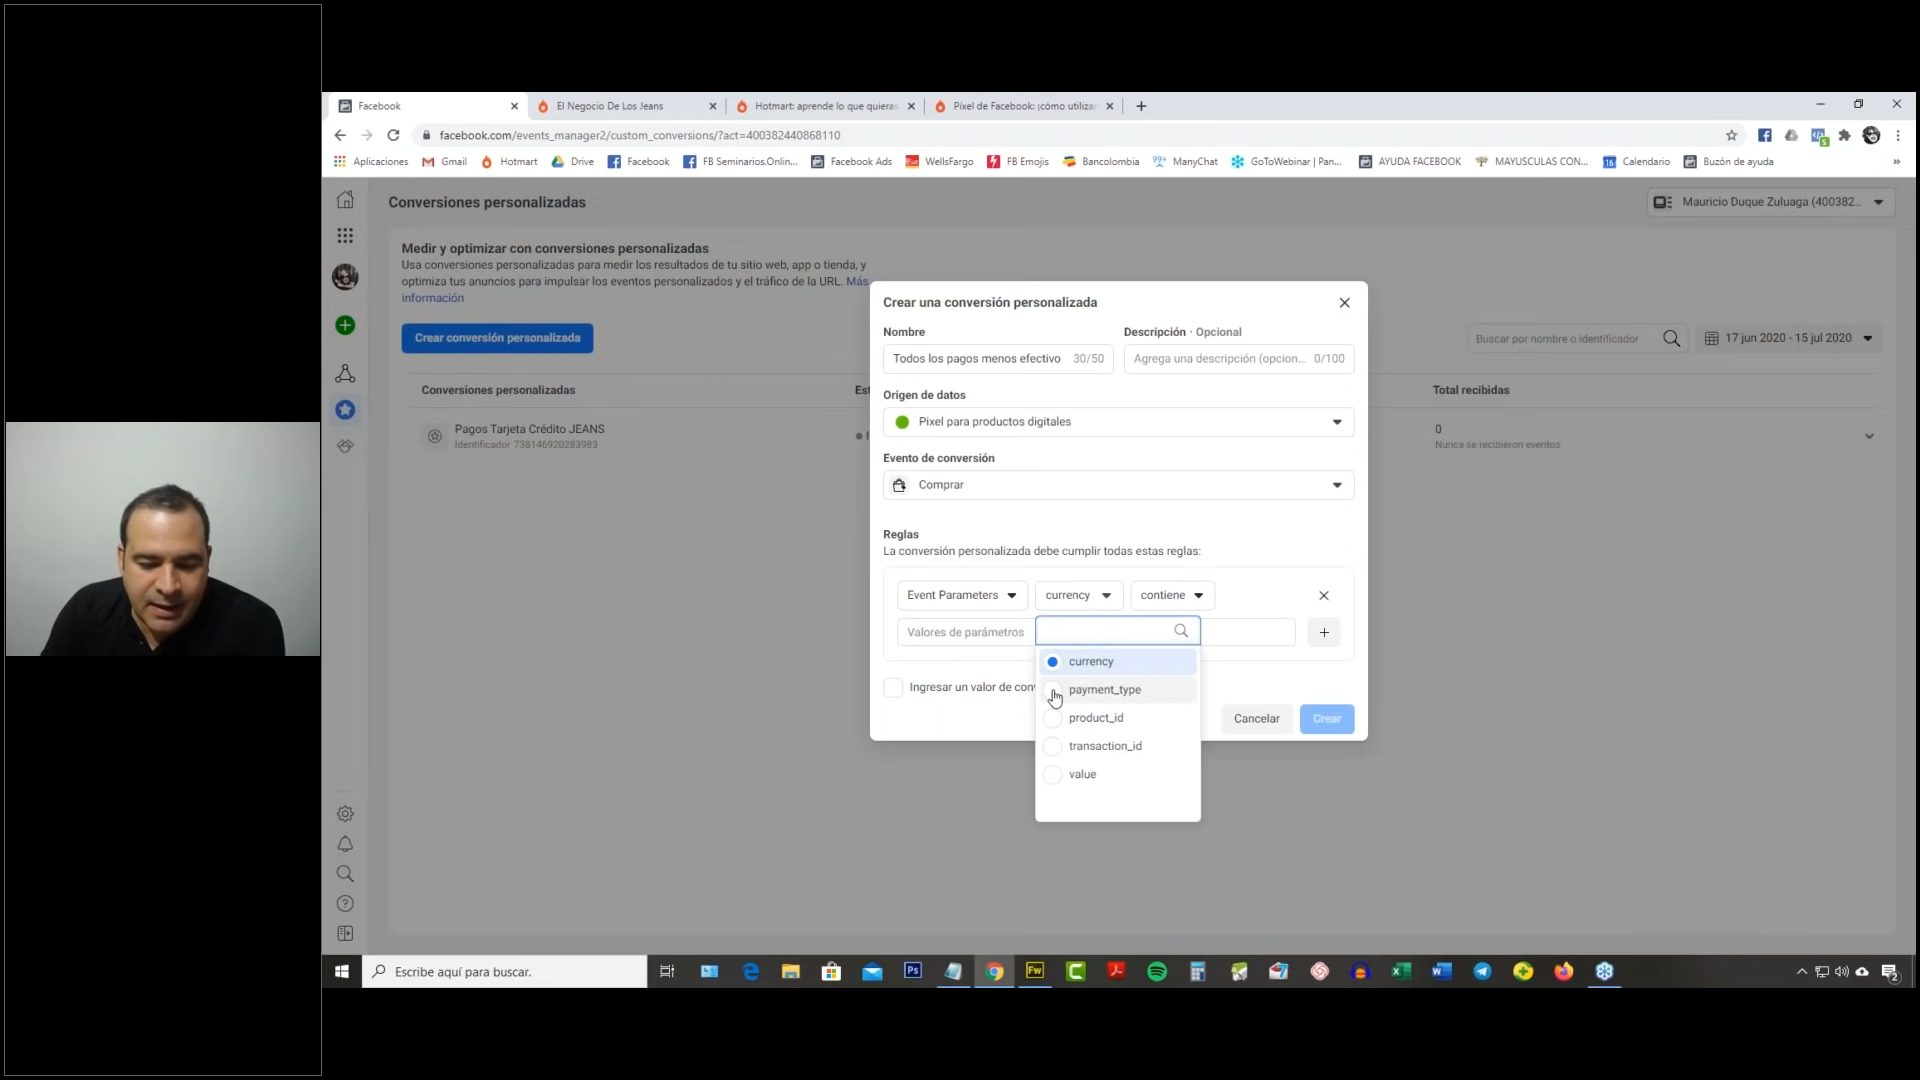 Facebook
El Negocio De Los Jeans
Hotmart: aprende lo que quieras
Píxel de Facebook: ¡cómo utilizar
facebook.com/events_manager2/custom_conversions/?act=400382440868110
Aplicaciones
Gmail
Hotmart
Drive
Facebook
FB Seminarios.Onlin...
Facebook Ads
WellsFargo
FB Emojis
Bancolombia
ManyChat
GoToWebinar | Pan...
AYUDA FACEBOOK
MAYUSCULAS CON...
Calendario
Buzón de ayuda
Conversiones personalizadas
Mauricio Duque Zuluaga (400382...
Medir y optimizar con conversiones personalizadas
Usa conversiones personalizadas para medir los resultados de tu sitio web, app o tienda, y
optimiza tus anuncios para impulsar los eventos personalizados y el tráfico de la URL. Más
información
Crear conversión personalizada
Buscar por nombre o identificador
17 jun 2020 - 15 jul 2020
Conversiones personalizadas
Est
Total recibidas
Pagos Tarjeta Crédito JEANS
Identificador 738146920283983
0
Nunca se recibieron eventos
Crear una conversión personalizada
Nombre
Descripción · Opcional
Todos los pagos menos efectivo 30/50
Agrega una descripción (opcion... 0/100
Origen de datos
Pixel para productos digitales
Evento de conversión
Comprar
Reglas
La conversión personalizada debe cumplir todas estas reglas:
Event Parameters
currency
contiene
Valores de parámetros
currency
payment_type
product_id
transaction_id
value
Ingresar un valor de con
Cancelar
Crear
Escribe aquí para buscar.